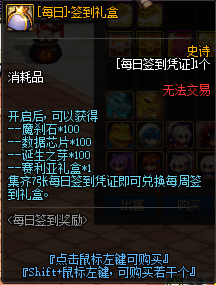 [每日]-签到礼盒
史诗
消耗品
[每日签到凭证]1个
无法交易
开启后,可以获得
--魔刹石*100
--数据芯片*100
--诞生之芽*100
--赛利亚礼盒*1
集齐7张每日签到凭证即可兑换每周签
到礼盒。
<每日签到奖励>
出售
购买
『点击鼠标左键可购买』
『Shift+鼠标左键,可购买若干个』